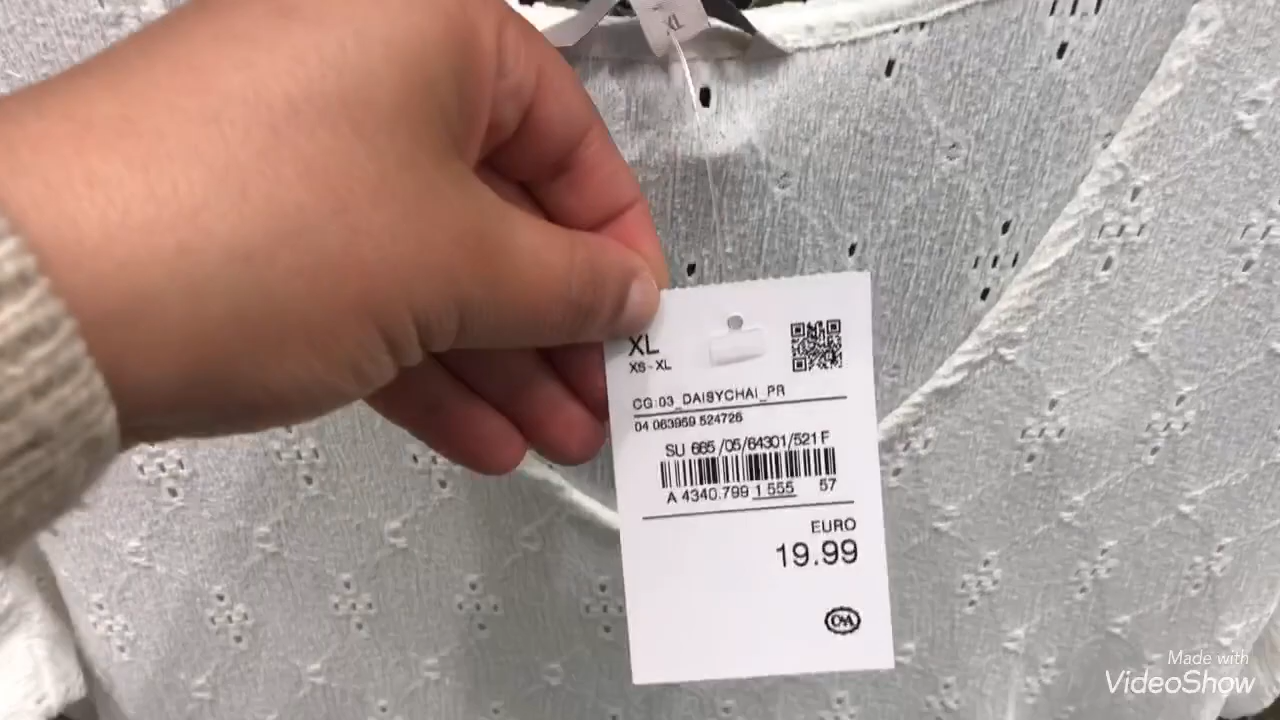 XL
XL
XS - XL
CG:03_DAISYCHAI_PR
04 063959 524726
SU 665 /05/64301/521 F
A 4340.799 1 555 57
EURO
19.99
C&A
Made with
VideoShow